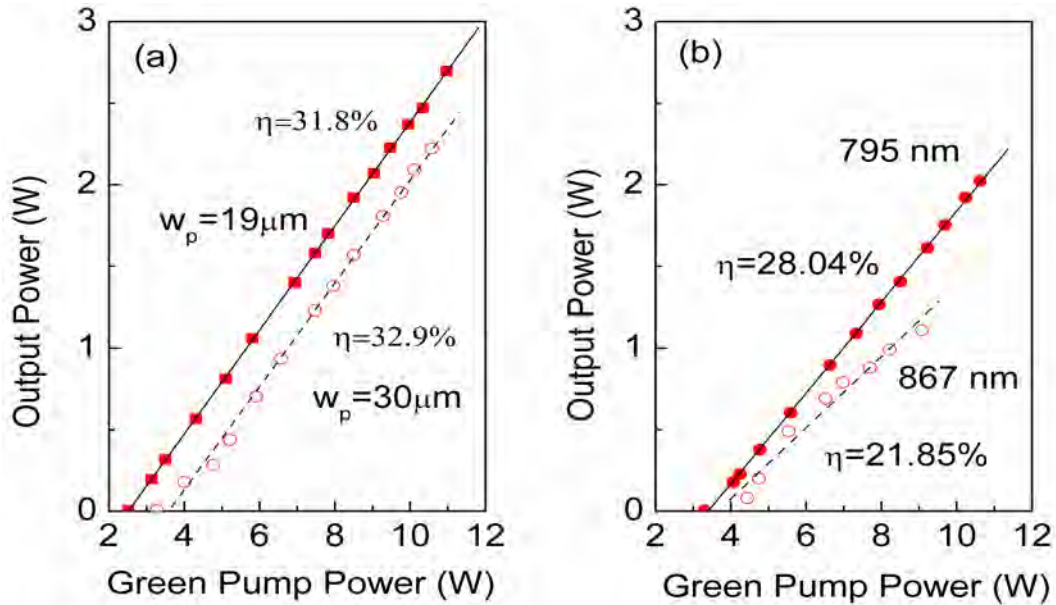 (a)
η=31.8%
w_p=19μm
η=32.9%
w_p=30μm
3
2
1
0
2 4 6 8 10 12
Output Power (W)
Green Pump Power (W)
(b)
795 nm
η=28.04%
867 nm
η=21.85%
3
2
1
0
2 4 6 8 10 12
Output Power (W)
Green Pump Power (W)